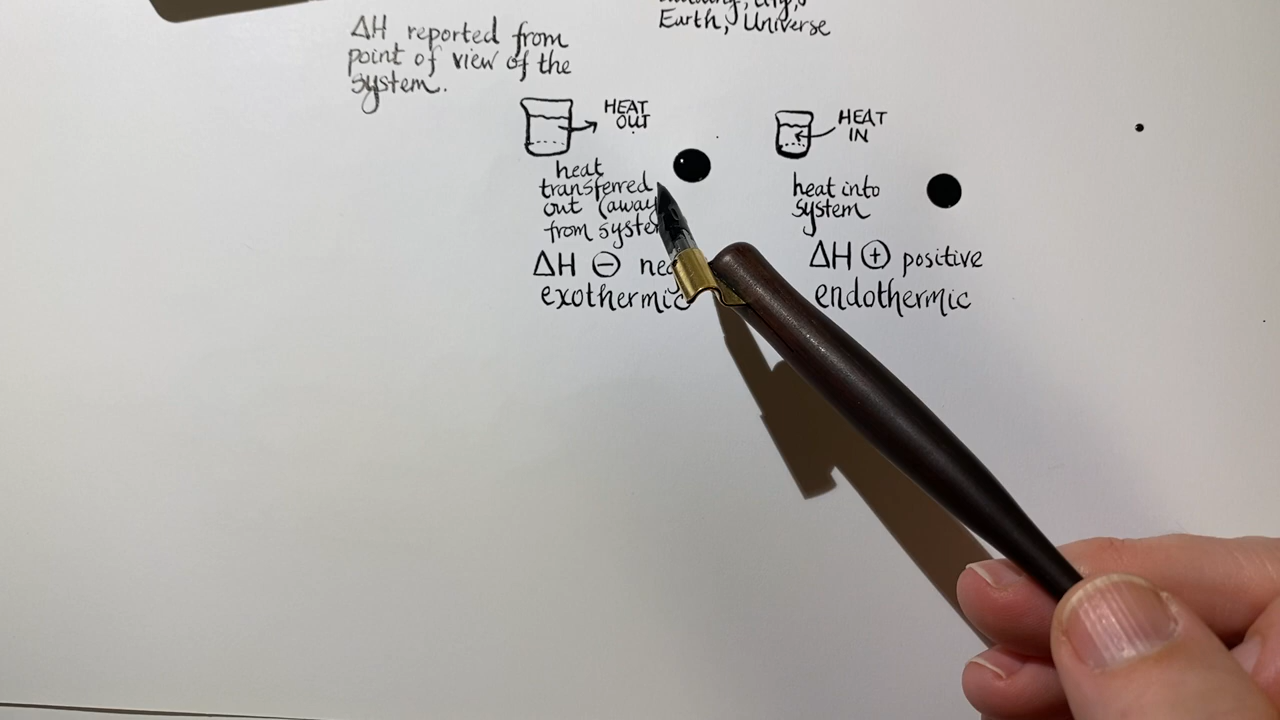 Earth, Universe
ΔH reported from
point of view of the
system.
HEAT
OUT
heat
transferred
out (away
from
ΔH ⊖
exothermic
HEAT
IN
heat into
system
ΔH ⊕ positive
endothermic